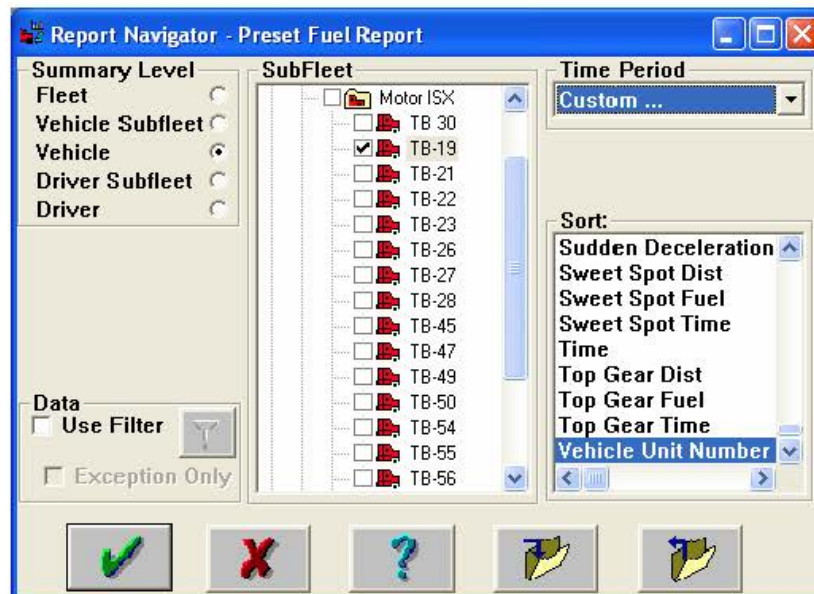 Report Navigator - Preset Fuel Report
Summary Level
Fleet
Vehicle Subfleet
Vehicle
Driver Subfleet
Driver
Data
Use Filter
Exception Only
SubFleet
Motor ISX
TB 30
TB-19
TB-21
TB-22
TB-23
TB-26
TB-27
TB-28
TB-45
TB-47
TB-49
TB-50
TB-54
TB-55
TB-56
Time Period
Custom ...
Sort:
Sudden Deceleration
Sweet Spot Dist
Sweet Spot Fuel
Sweet Spot Time
Time
Top Gear Dist
Top Gear Fuel
Top Gear Time
Vehicle Unit Number